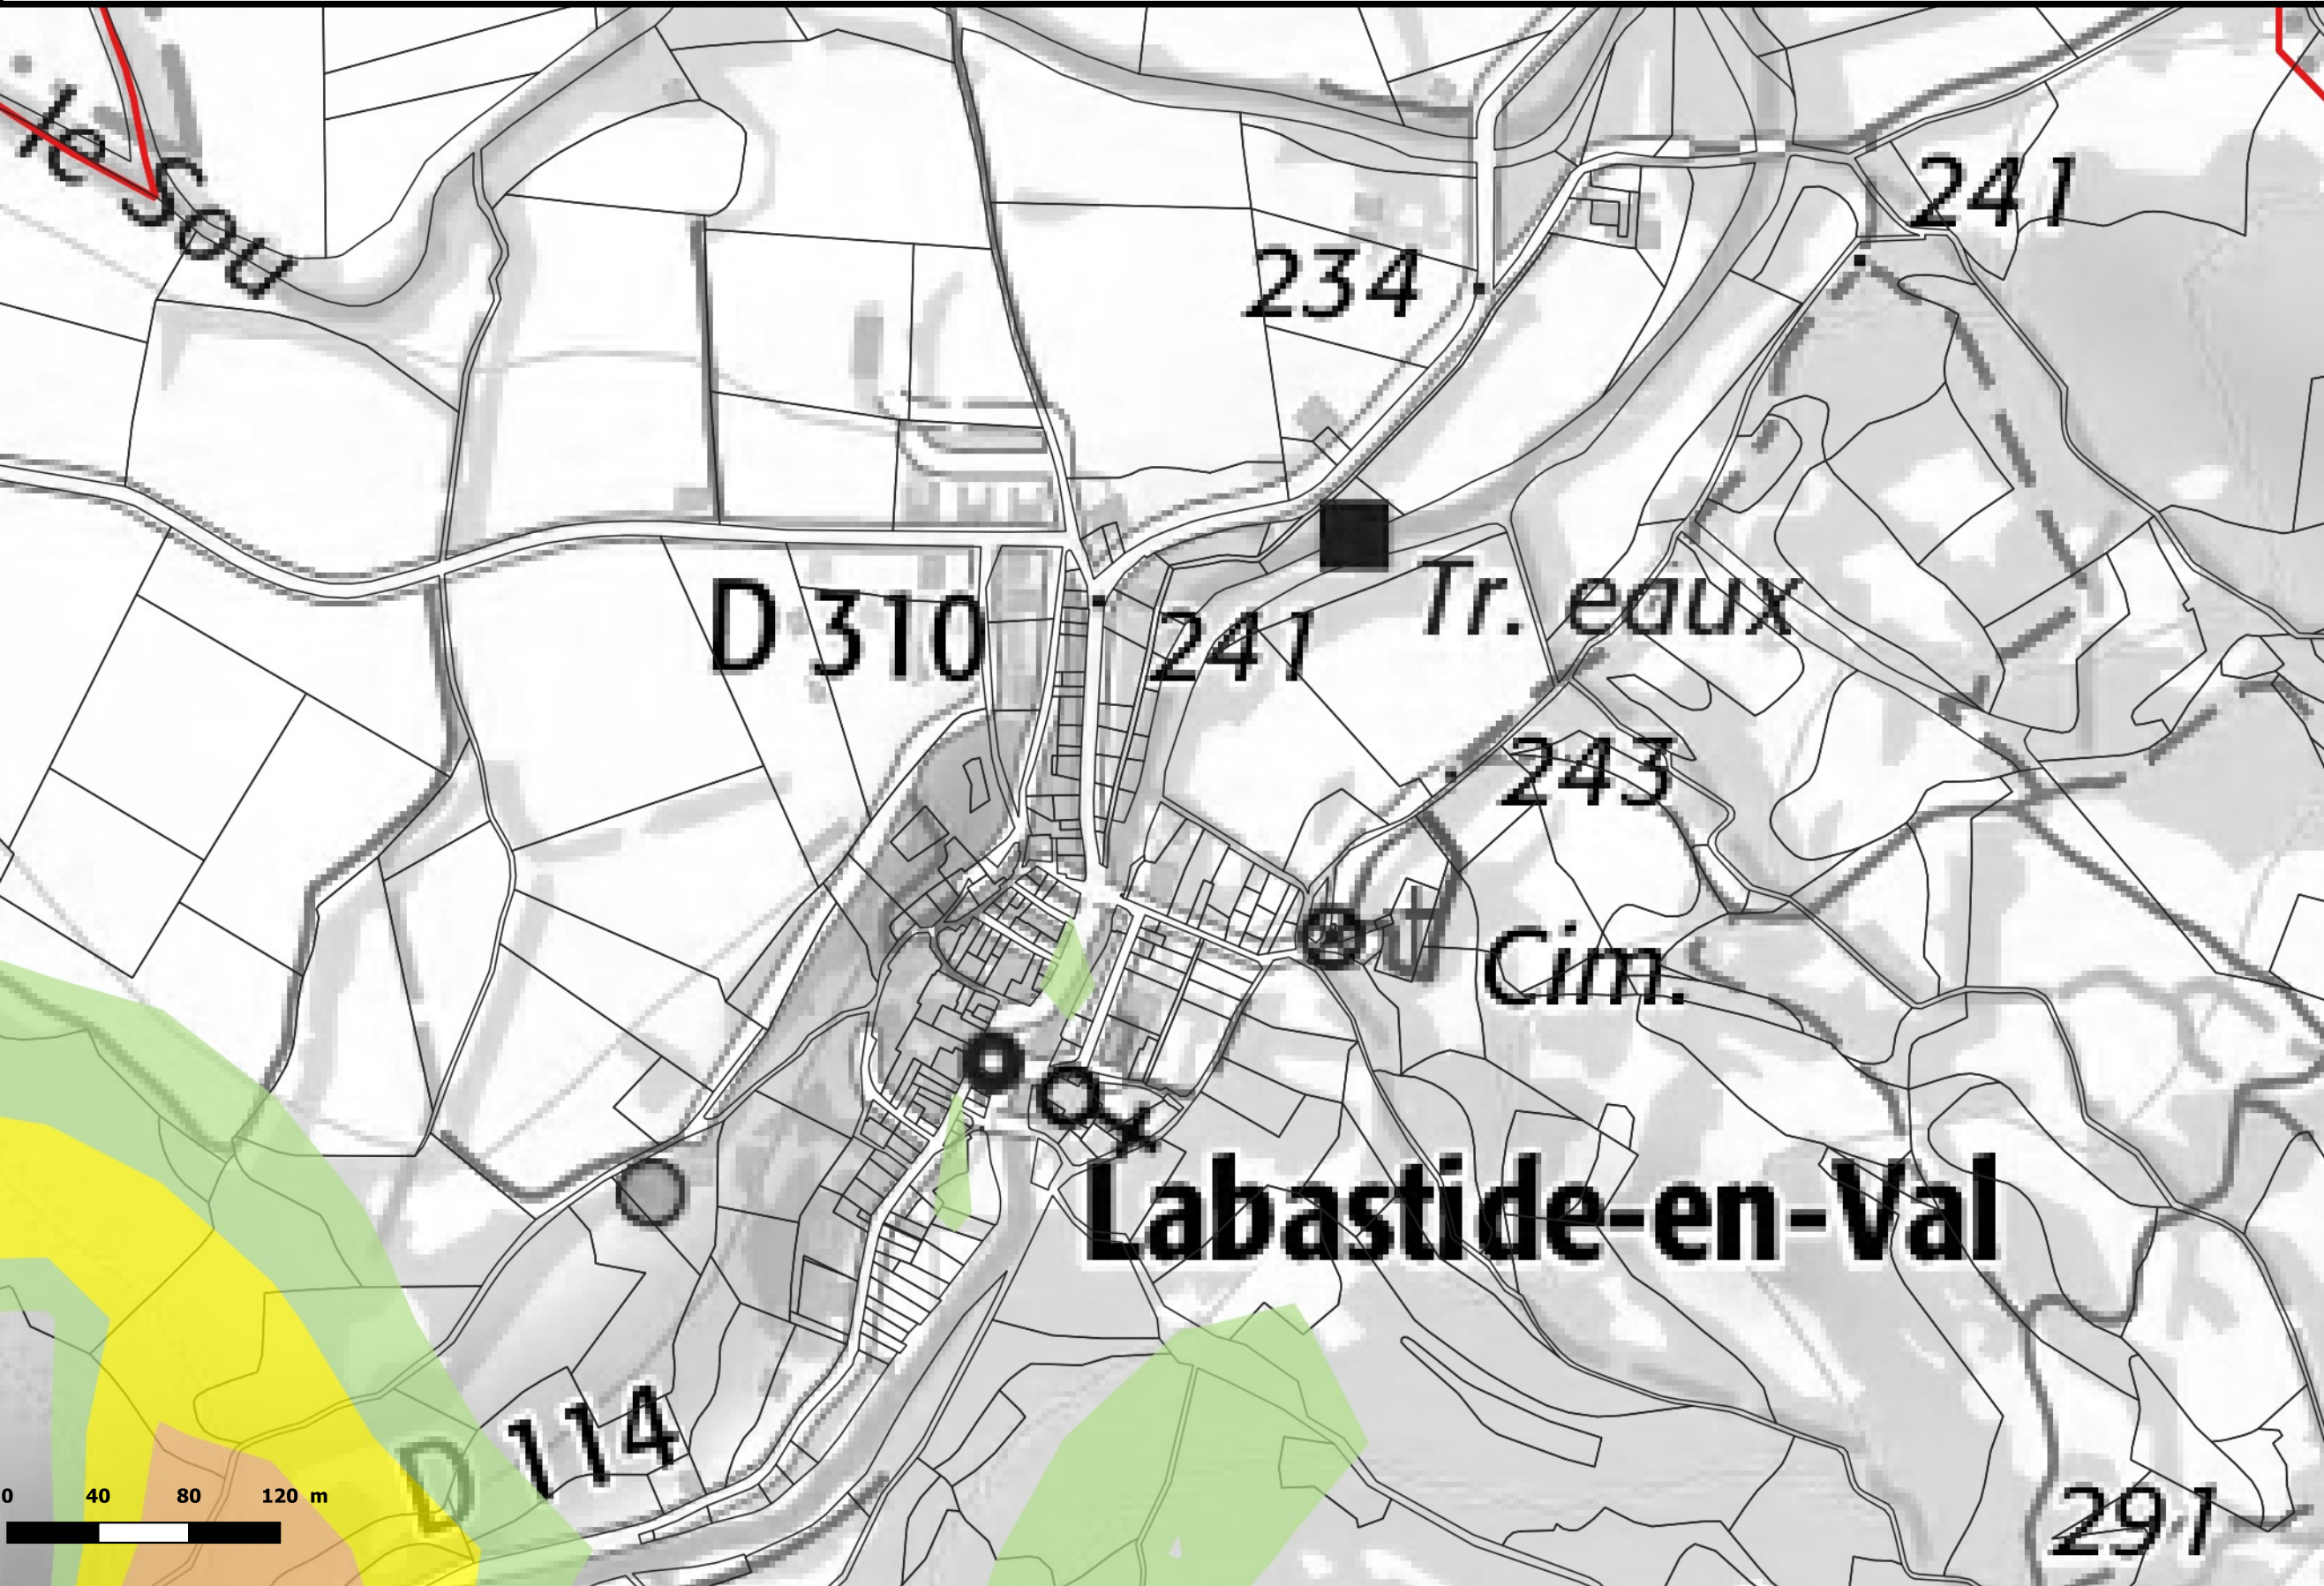 le Sou
241
234
D 310
241
Tr. eaux
243
Cim.
Labastide-en-Val
D 114
291
0 40 80 120 m